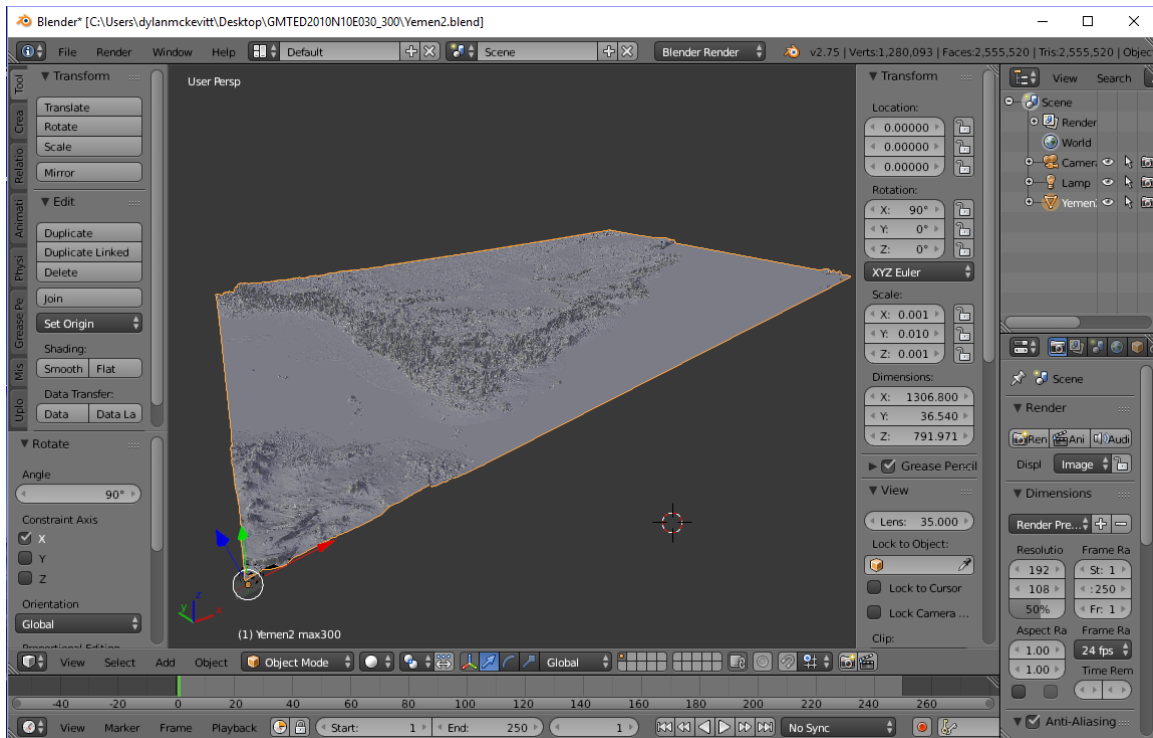 Blender* [C:\Users\dylanmckevitt\Desktop\GMTED2010N10E030_300\Yemen2.blend]
File Render Window Help Default Scene Blender Render v2.75 | Verts:1,280,093 | Faces:2,555,520 | Tris:2,555,520 | Objec
Tool
Crea
Relatio
Animati
Physi
Grease Pe
Mis
Uplo
Transform
Translate
Rotate
Scale
Mirror
Edit
Duplicate
Duplicate Linked
Delete
Join
Set Origin
Shading:
Smooth Flat
Data Transfer:
Data Data La
Rotate
Angle
90°
Constraint Axis
X
Y
Z
Orientation
Global
Proportional Editing
User Persp
z
y
x
(1) Yemen2 max300
Transform
Location:
0.00000
0.00000
0.00000
Rotation:
X: 90°
Y: 0°
Z: 0°
XYZ Euler
Scale:
X: 0.001
Y: 0.010
Z: 0.001
Dimensions:
X: 1306.800
Y: 36.540
Z: 791.971
Grease Pencil
View
Lens: 35.000
Lock to Object:
Lock to Cursor
Lock Camera ...
Clip:
View Search
Scene
Render
World
Camer
Lamp
Yemen2
Scene
Render
Ren Ani Audi
Displ Image
Dimensions
Render Pre...
Resolutio Frame Ra
192 St: 1
108 :250
50% Fr: 1
Aspect Ra Frame Ra
1.00 24 fps
1.00 Time Rem
Anti-Aliasing
View Select Add Object Object Mode Global
-40 -20 0 20 40 60 80 100 120 140 160 180 200 220 240 260
View Marker Frame Playback Start: 1 End: 250 1 No Sync